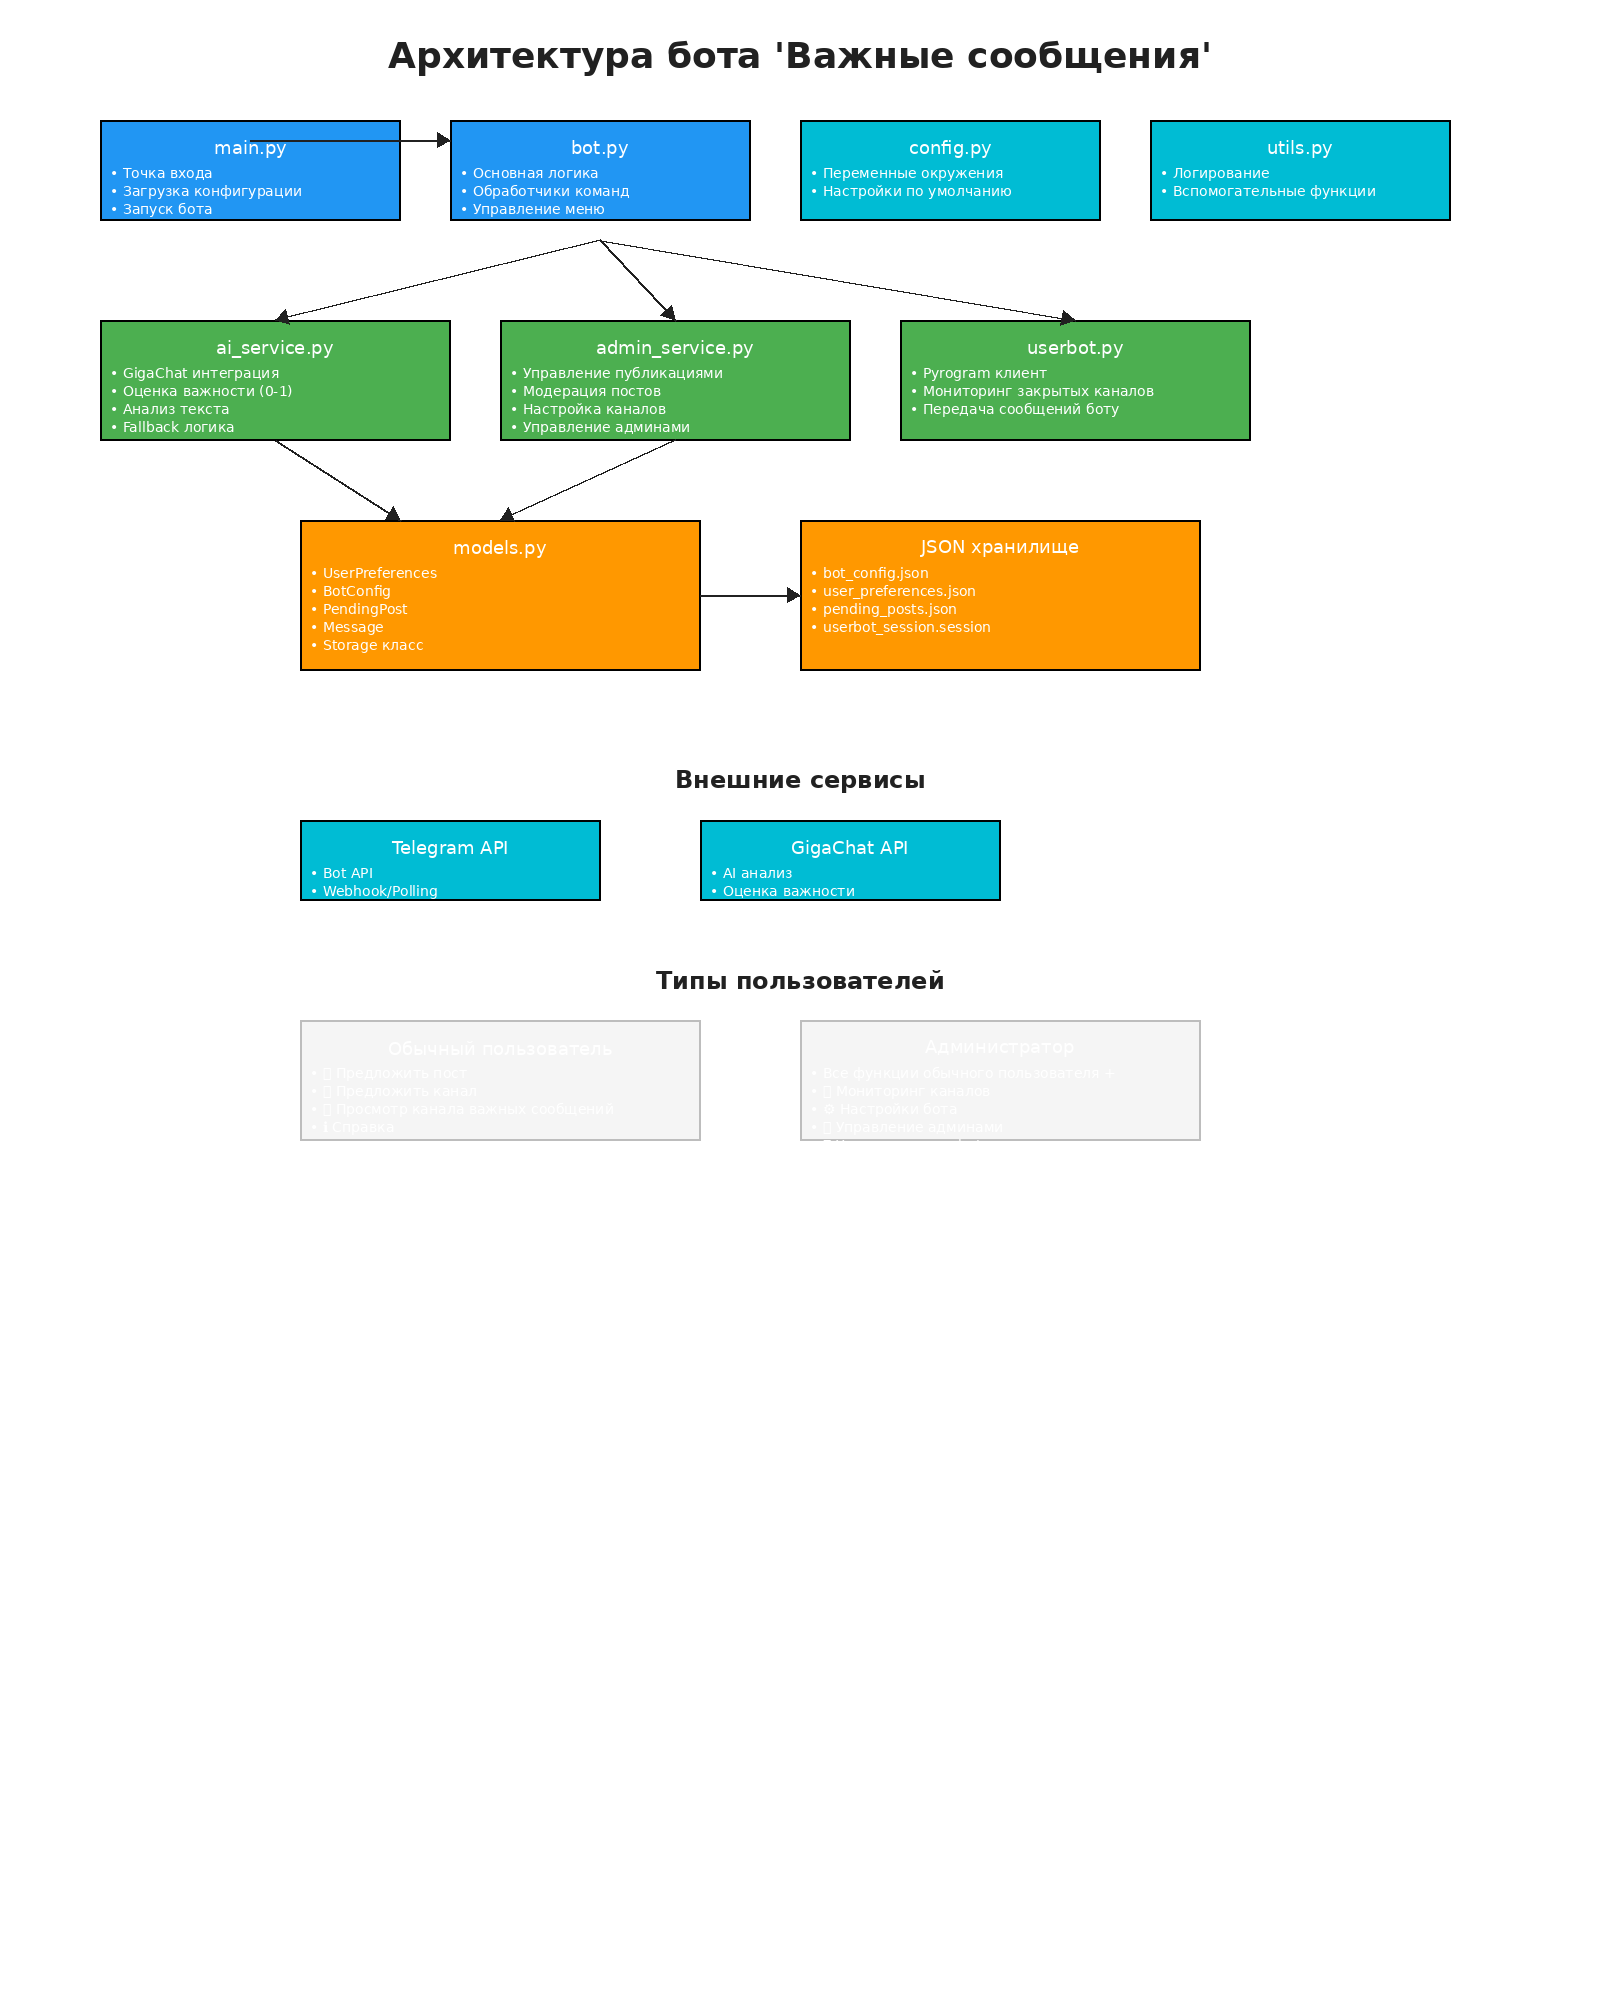 Архитектура бота 'Важные сообщения'
main.py
• Точка входа
• Загрузка конфигурации
• Запуск бота
bot.py
• Основная логика
• Обработчики команд
• Управление меню
config.py
• Переменные окружения
• Настройки по умолчанию
utils.py
• Логирование
• Вспомогательные функции
ai_service.py
• GigaChat интеграция
• Оценка важности (0-1)
• Анализ текста
• Fallback логика
admin_service.py
• Управление публикациями
• Модерация постов
• Настройка каналов
• Управление админами
userbot.py
• Pyrogram клиент
• Мониторинг закрытых каналов
• Передача сообщений боту
models.py
• UserPreferences
• BotConfig
• PendingPost
• Message
• Storage класс
JSON хранилище
• bot_config.json
• user_preferences.json
• pending_posts.json
• userbot_session.session
Внешние сервисы
Telegram API
• Bot API
• Webhook/Polling
GigaChat API
• AI анализ
• Оценка важности
Типы пользователей
Обычный пользователь
• Предложить пост
• Предложить канал
• Просмотр канала важных сообщений
• ℹ Справка
Администратор
• Все функции обычного пользователя +
• Мониторинг каналов
• ⚙ Настройки бота
• Управление админами